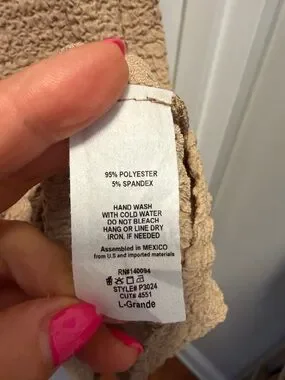 95% POLYESTER
5% SPANDEX
HAND WASH
WITH COLD WATER
DO NOT BLEACH
HANG OR LINE DRY
IRON, IF NEEDED
Assembled in MEXICO
from U.S and imported materials
RN#140094
STYLE# P3024
CUT# 4551
L-Grande